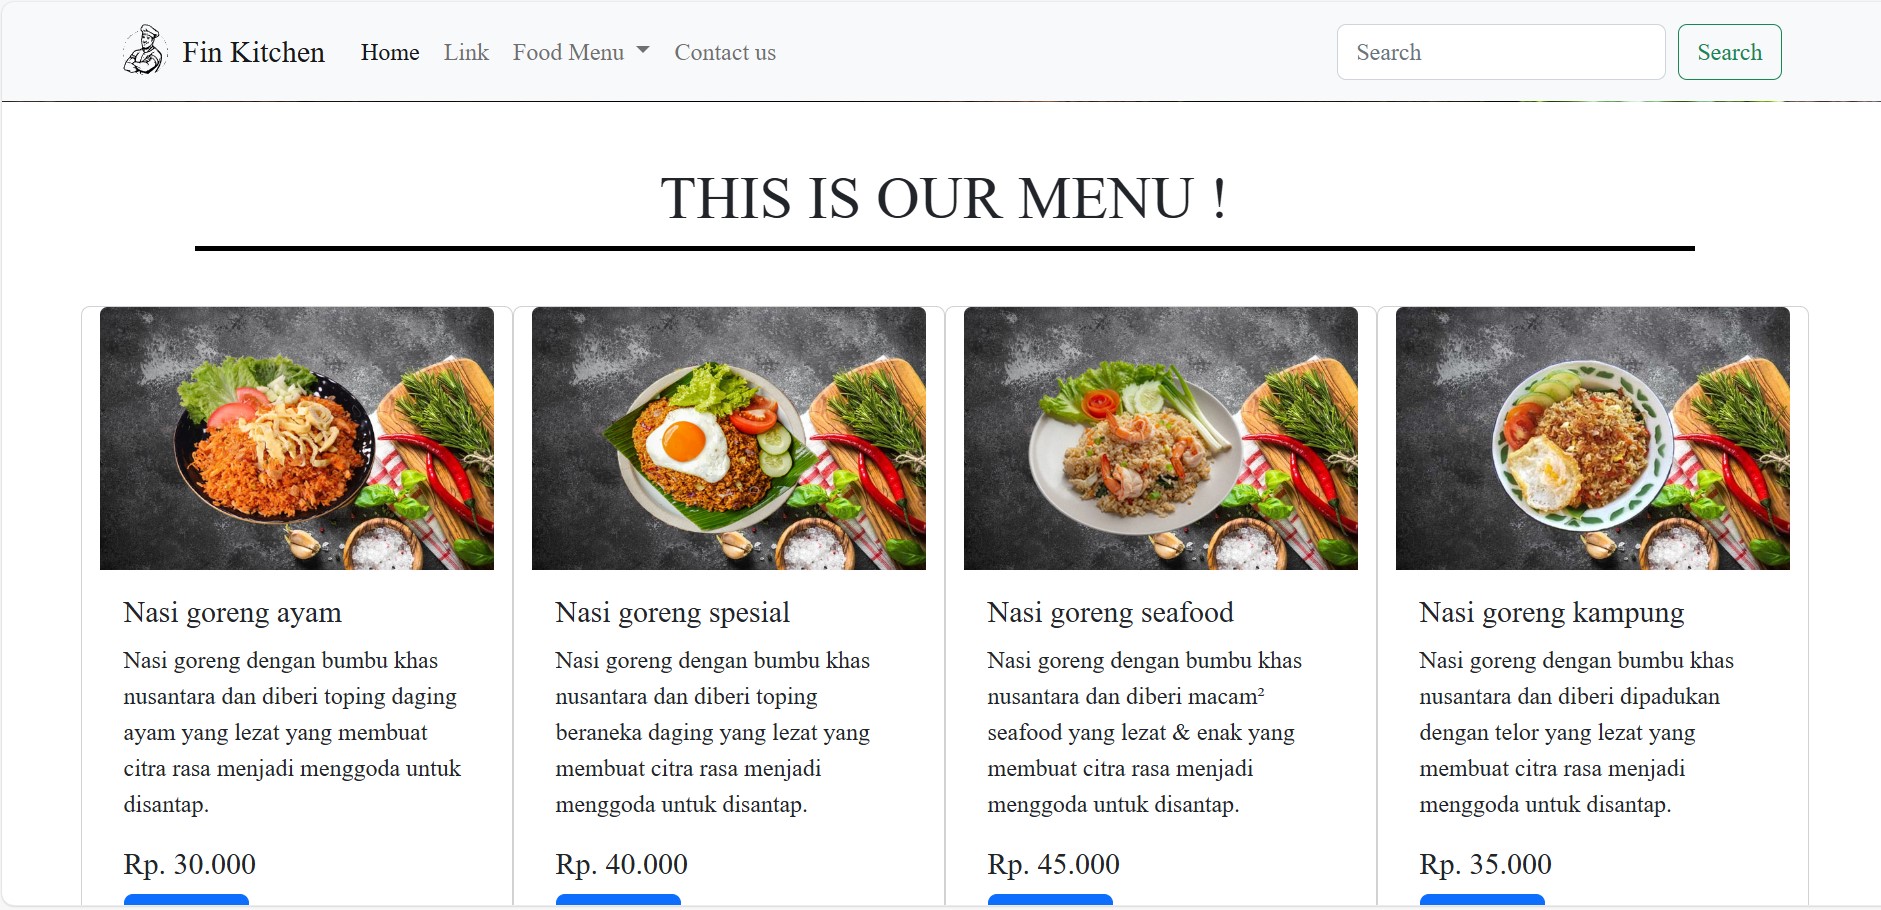 Fin Kitchen Home Link Food Menu Contact us Search Search
THIS IS OUR MENU !
Nasi goreng ayam
Nasi goreng dengan bumbu khas
nusantara dan diberi toping daging
ayam yang lezat yang membuat
citra rasa menjadi menggoda untuk
disantap.
Rp. 30.000
Nasi goreng spesial
Nasi goreng dengan bumbu khas
nusantara dan diberi toping
beraneka daging yang lezat yang
membuat citra rasa menjadi
menggoda untuk disantap.
Rp. 40.000
Nasi goreng seafood
Nasi goreng dengan bumbu khas
nusantara dan diberi macam²
seafood yang lezat & enak yang
membuat citra rasa menjadi
menggoda untuk disantap.
Rp. 45.000
Nasi goreng kampung
Nasi goreng dengan bumbu khas
nusantara dan diberi dipadukan
dengan telor yang lezat yang
membuat citra rasa menjadi
menggoda untuk disantap.
Rp. 35.000